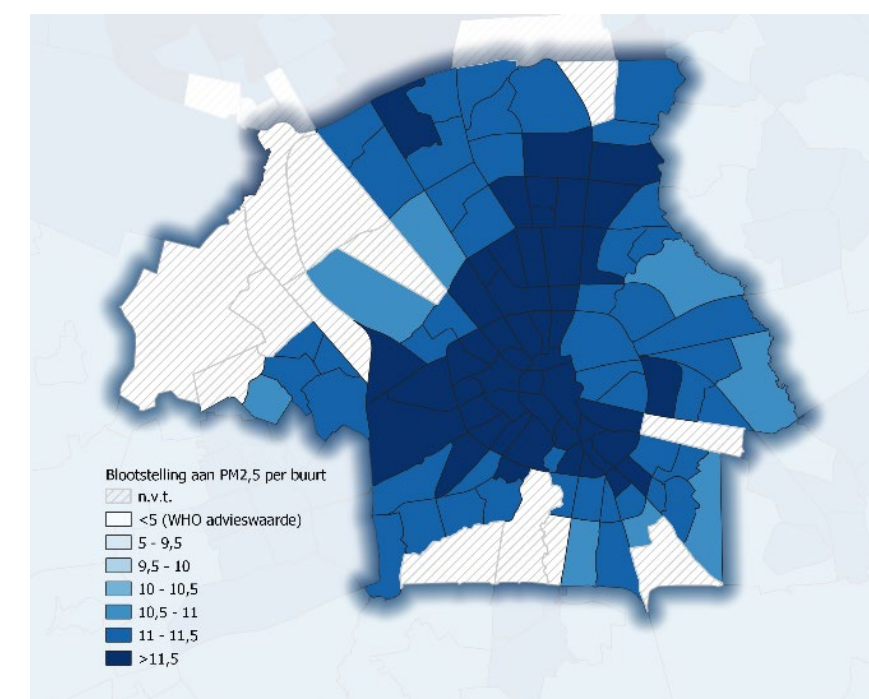 Blootstelling aan PM2,5 per buurt
n.v.t.
<5 (WHO advieswaarde)
5 - 9,5
9,5 - 10
10 - 10,5
10,5 - 11
11 - 11,5
>11,5